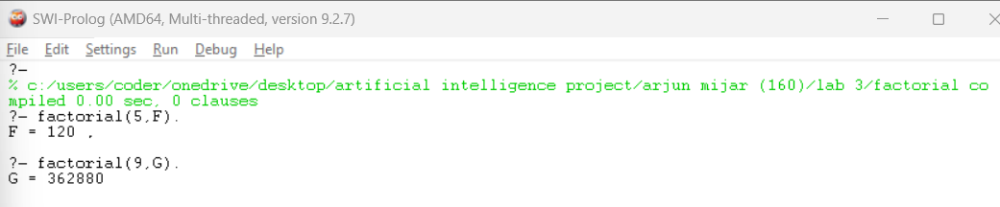 SWI-Prolog (AMD64, Multi-threaded, version 9.2.7)
File Edit Settings Run Debug Help
?-
% c:/users/coder/onedrive/desktop/artificial intelligence project/arjun mijar (160)/lab 3/factorial co
mpiled 0.00 sec, 0 clauses
?- factorial(5,F).
F = 120 .
?- factorial(9,G).
G = 362880